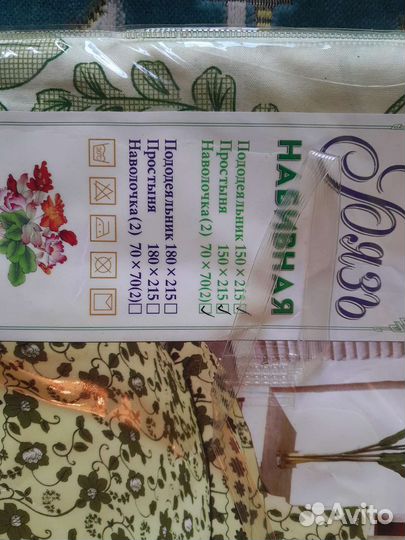 Бязь
НАБИВНАЯ
Пододеяльник 150×215 ✓
Простыня 150×215 ✓
Наволочка (2) 70×70(2) ✓
Пододеяльник 180×215
Простыня 180×215
Наволочка (2) 70×70(2)
Avito